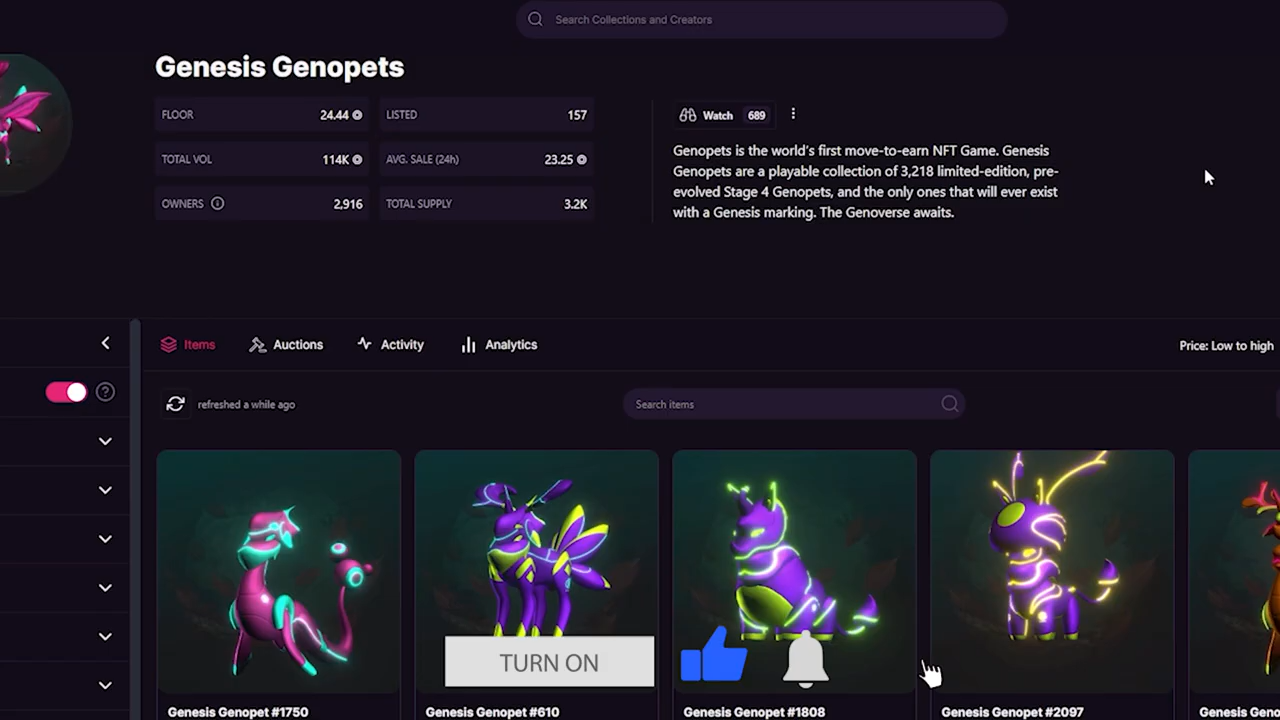 Search Collections and Creators
Genesis Genopets
FLOOR 24.44
LISTED 157
TOTAL VOL 114K
AVG. SALE (24h) 23.25
OWNERS 2,916
TOTAL SUPPLY 3.2K
Watch 689
Genopets is the world's first move-to-earn NFT Game. Genesis
Genopets are a playable collection of 3,218 limited-edition, pre-
evolved Stage 4 Genopets, and the only ones that will ever exist
with a Genesis marking. The Genoverse awaits.
Items Auctions Activity Analytics
Price: Low to high
refreshed a while ago
Search items
TURN ON
Genesis Genopet #1750
Genesis Genopet #610
Genesis Genopet #1808
Genesis Genopet #2097
Genesis Geno